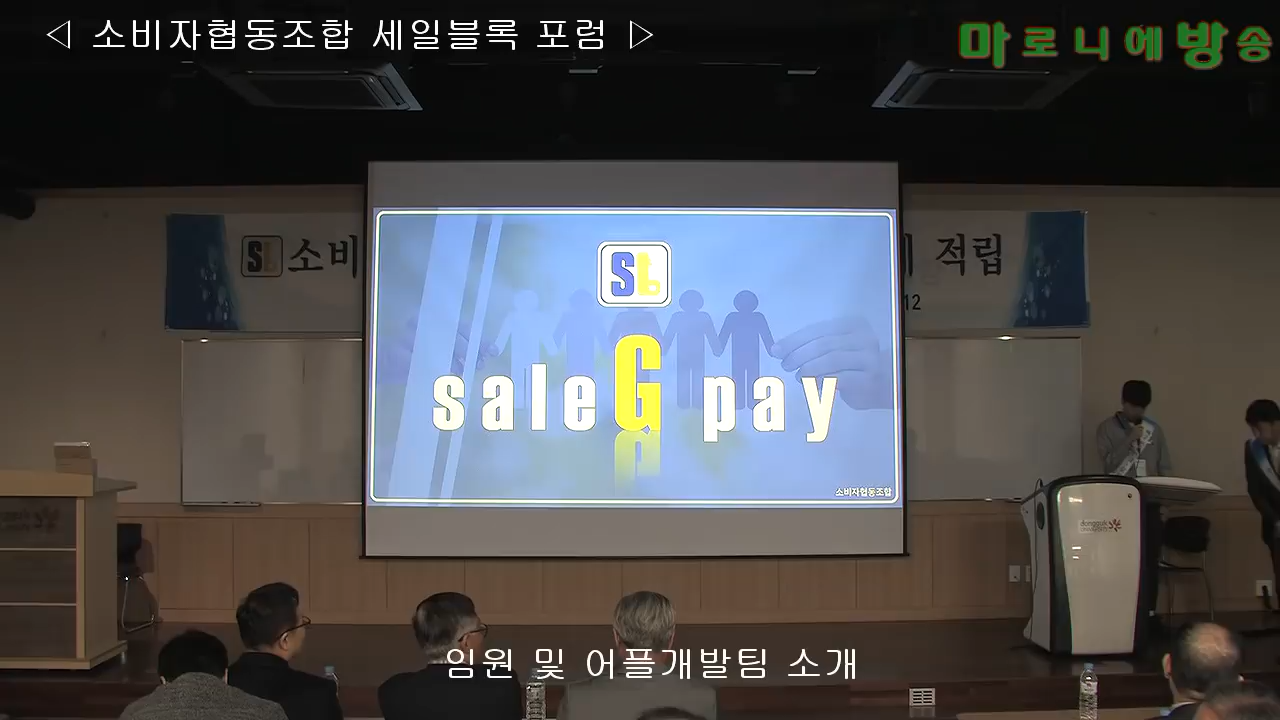 ◁ 소비자협동조합 세일블록 포럼 ▷
마로니에방송
SL 소비
적립
12
SL
saleGpay
소비자협동조합
dongguk
임원 및 어플개발팀 소개